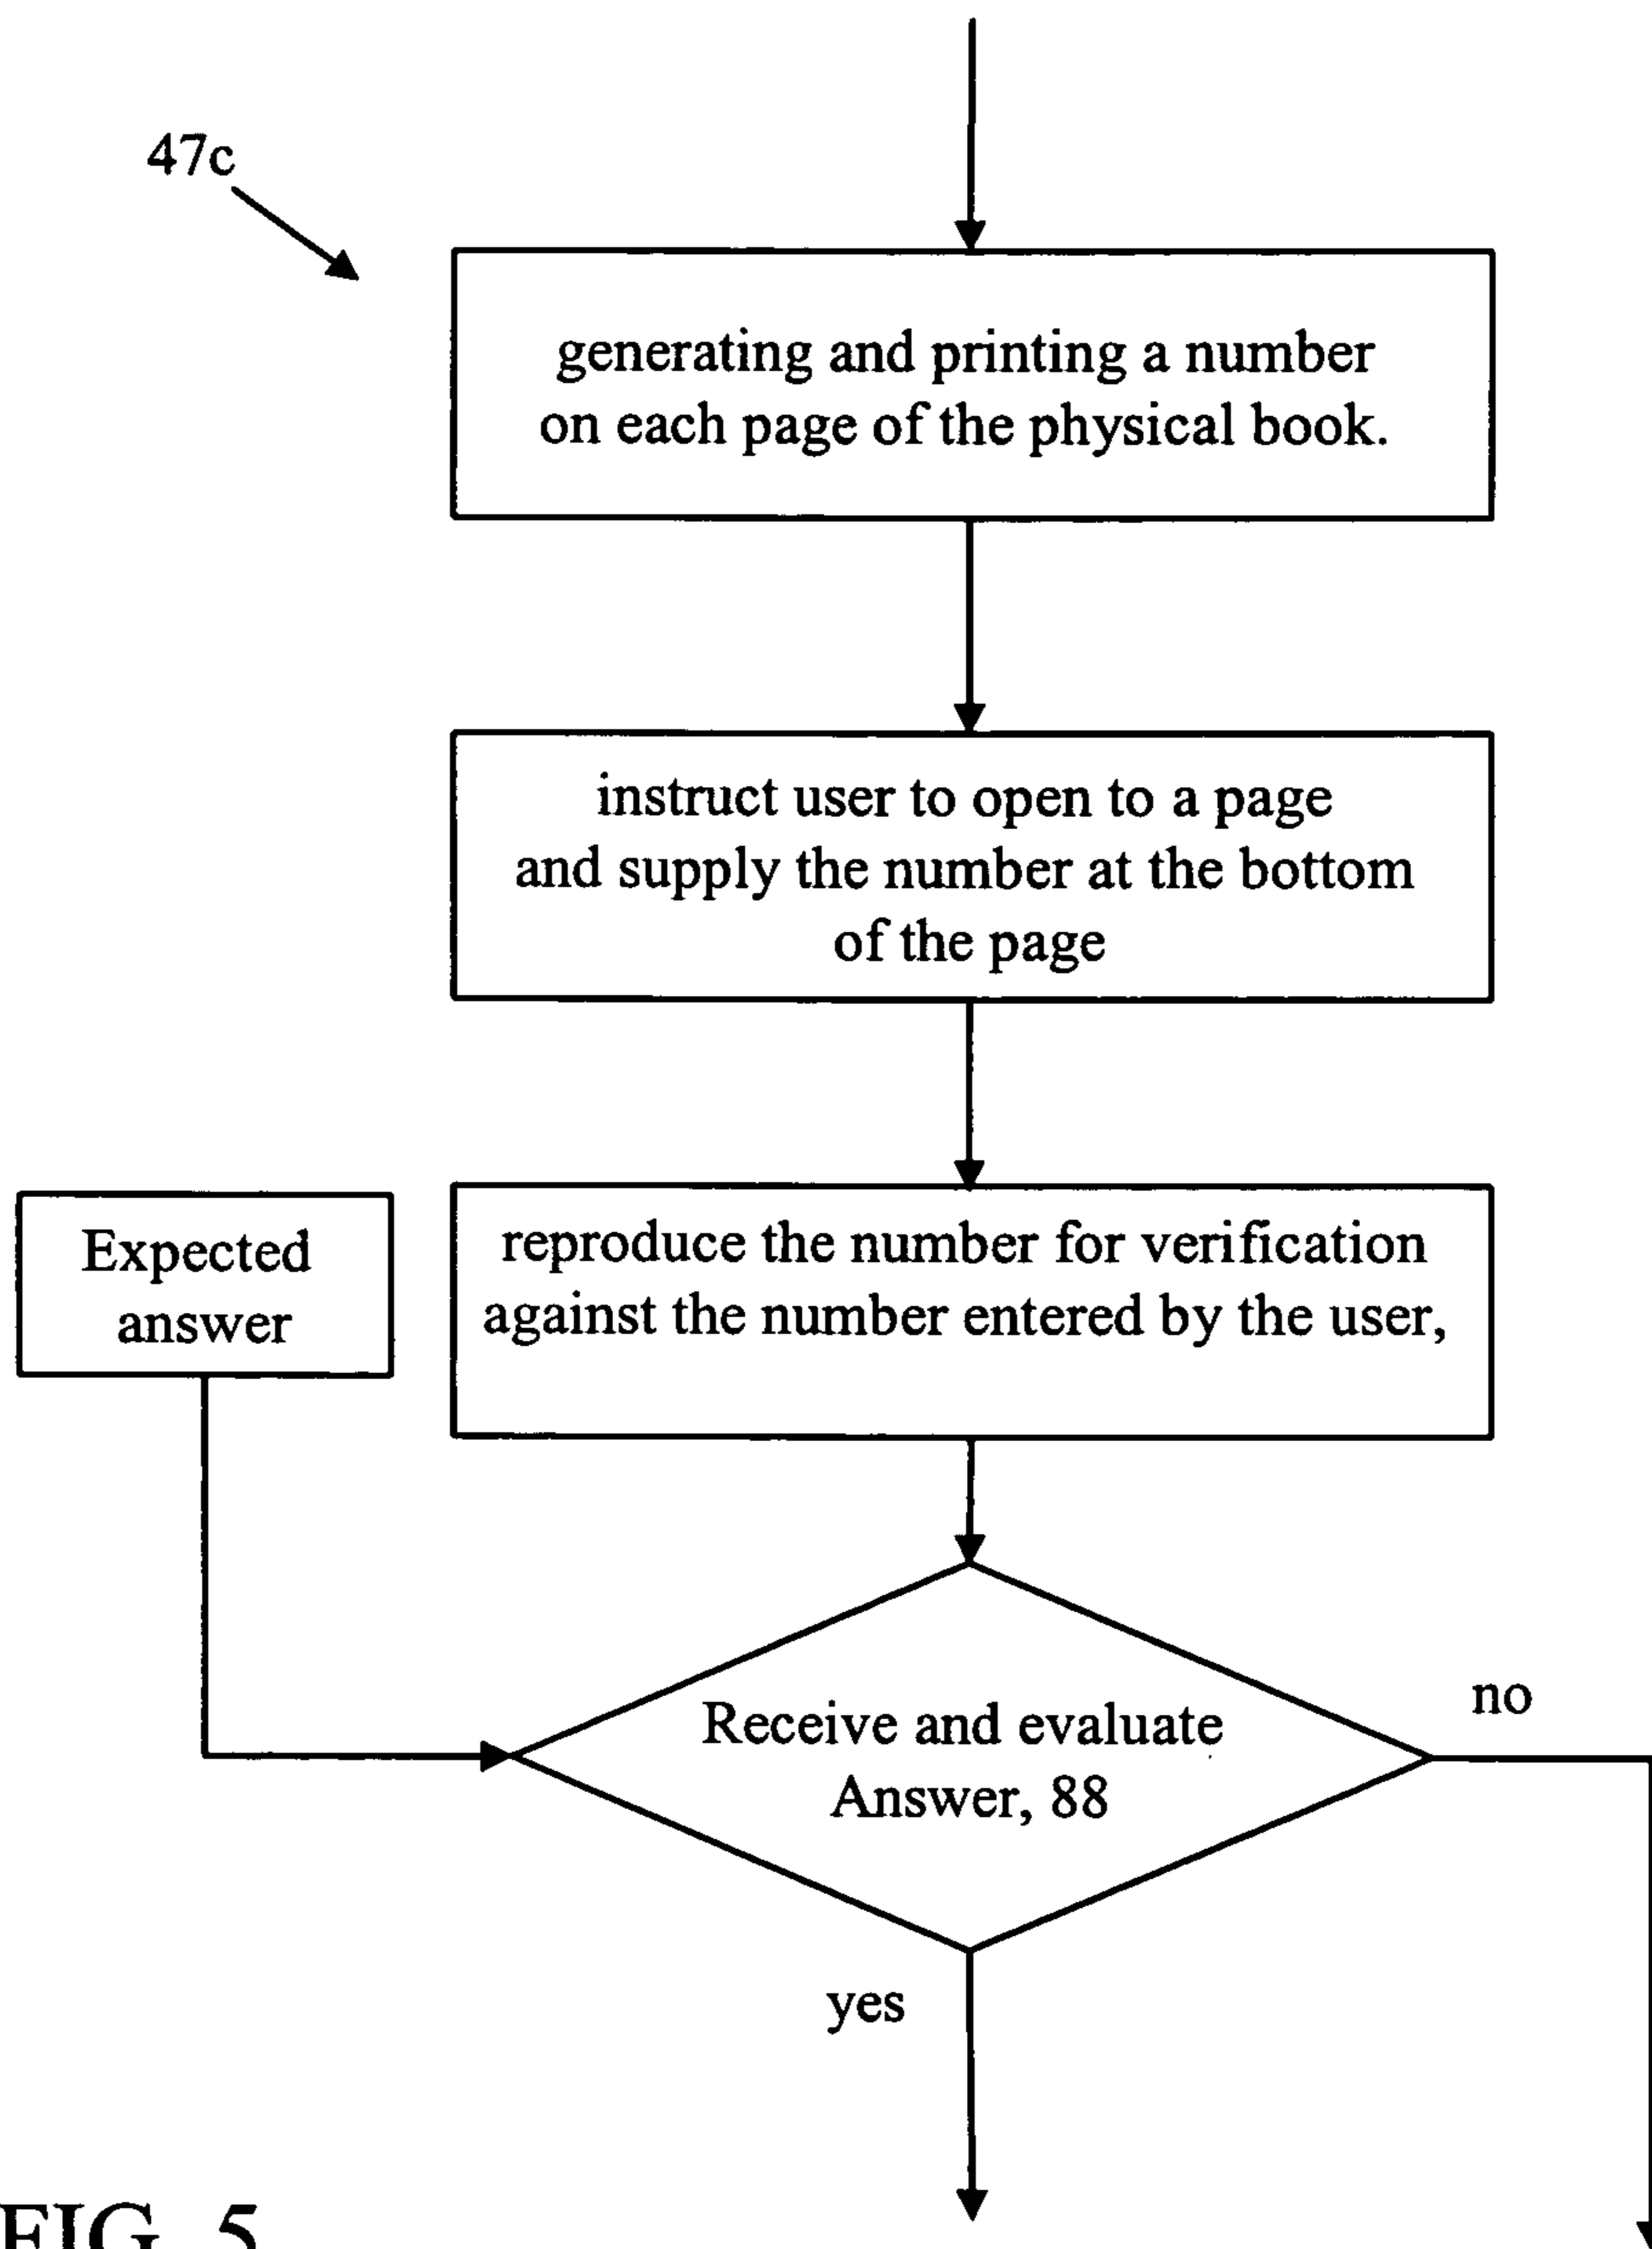 47c
generating and printing a number
on each page of the physical book.
instruct user to open to a page
and supply the number at the bottom
of the page
Expected
answer
reproduce the number for verification
against the number entered by the user,
Receive and evaluate
Answer, 88
no
yes
FIG. 5